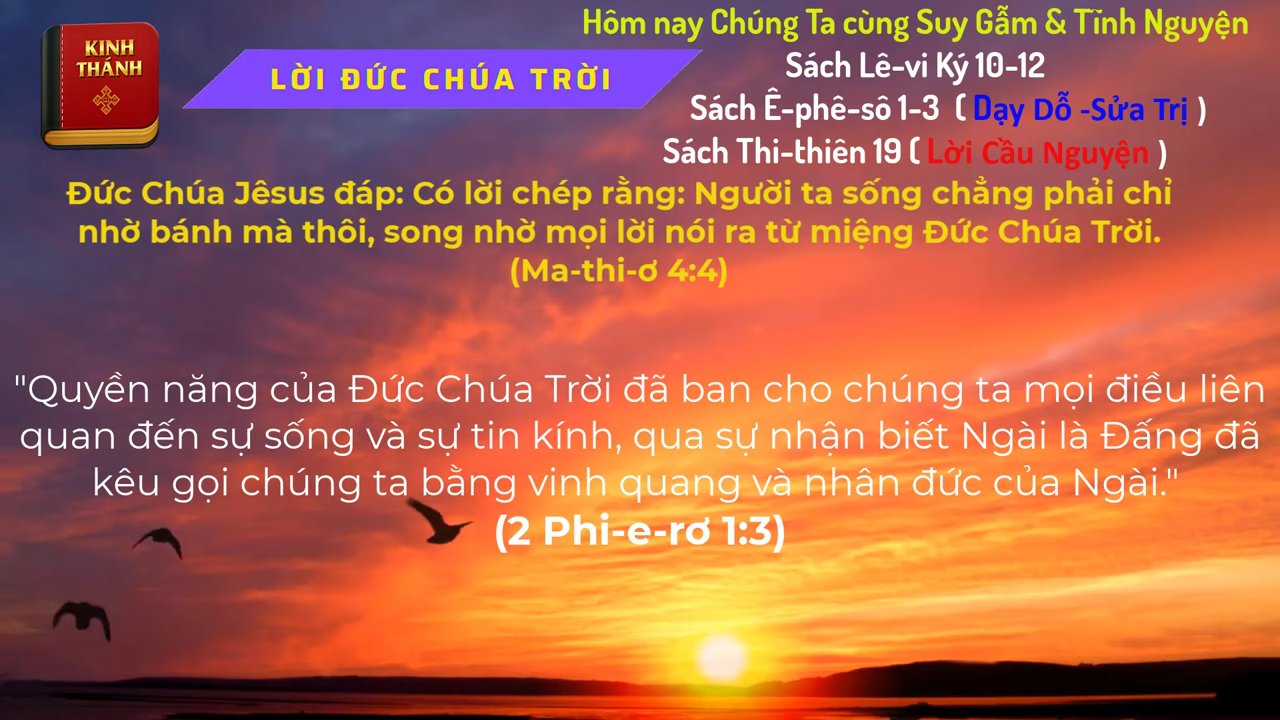 KINH
THÁNH
LỜI ĐỨC CHÚA TRỜI
Hôm nay Chúng Ta cùng Suy Gẫm & Tĩnh Nguyện
Sách Lê-vi Ký 10-12
Sách Ê-phê-sô 1-3 ( Dạy Dỗ -Sửa Trị )
Sách Thi-thiên 19 ( Lời Cầu Nguyện )
Đức Chúa Jêsus đáp: Có lời chép rằng: Người ta sống chẳng phải chỉ
nhờ bánh mà thôi, song nhờ mọi lời nói ra từ miệng Đức Chúa Trời.
(Ma-thi-ơ 4:4)
"Quyền năng của Đức Chúa Trời đã ban cho chúng ta mọi điều liên
quan đến sự sống và sự tin kính, qua sự nhận biết Ngài là Đấng đã
kêu gọi chúng ta bằng vinh quang và nhân đức của Ngài."
(2 Phi-e-rơ 1:3)